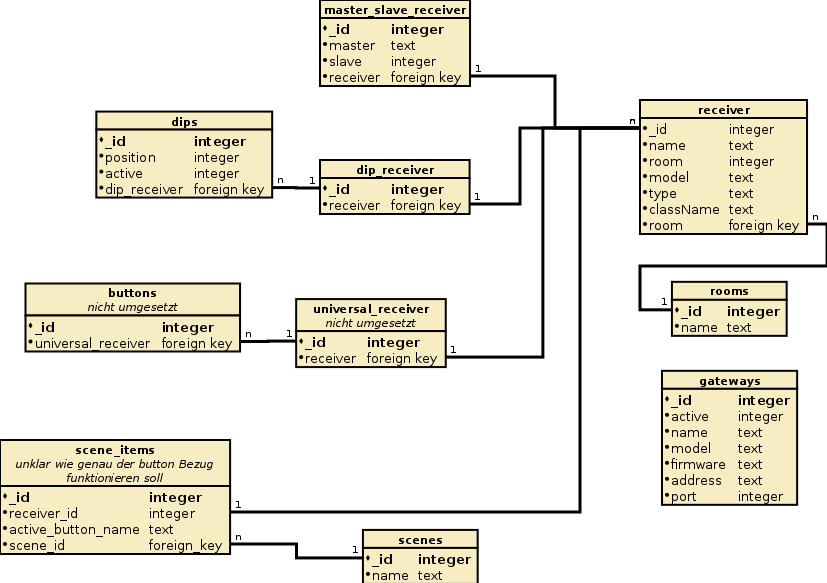 master_slave_receiver
_id integer
master text
slave integer
receiver foreign key
1
receiver
_id integer
name text
room integer
model text
type text
className text
room foreign key
n
n
dips
_id integer
position integer
active integer
dip_receiver foreign key
n
1
dip_receiver
_id integer
receiver foreign key
1
rooms
_id integer
name text
1
buttons
nicht umgesetzt
_id integer
universal_receiver foreign key
n
1
universal_receiver
nicht umgesetzt
_id integer
receiver foreign key
1
gateways
_id integer
active integer
name text
model text
firmware text
address text
port integer
scene_items
unklar wie genau der button Bezug
funktionieren soll
_id integer
receiver_id integer
active_button_name text
scene_id foreign_key
1
n
1
scenes
_id integer
name text